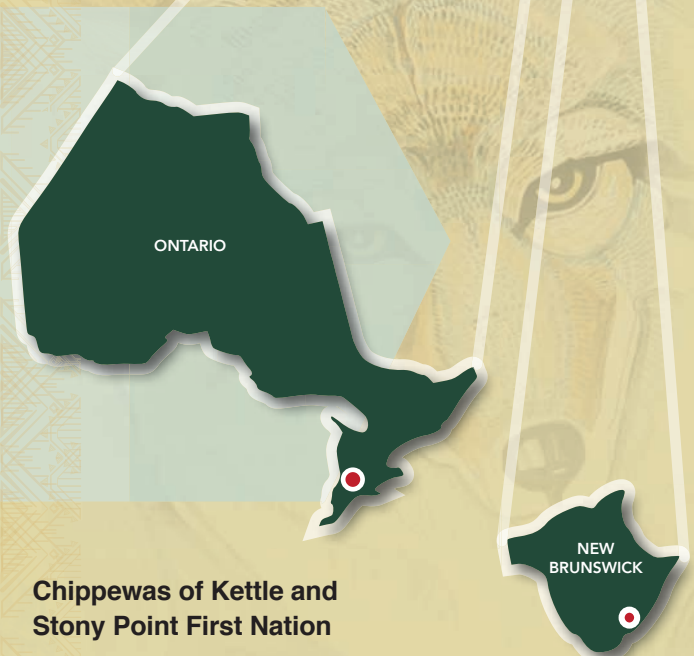 ONTARIO
NEW
BRUNSWICK
Chippewas of Kettle and
Stony Point First Nation